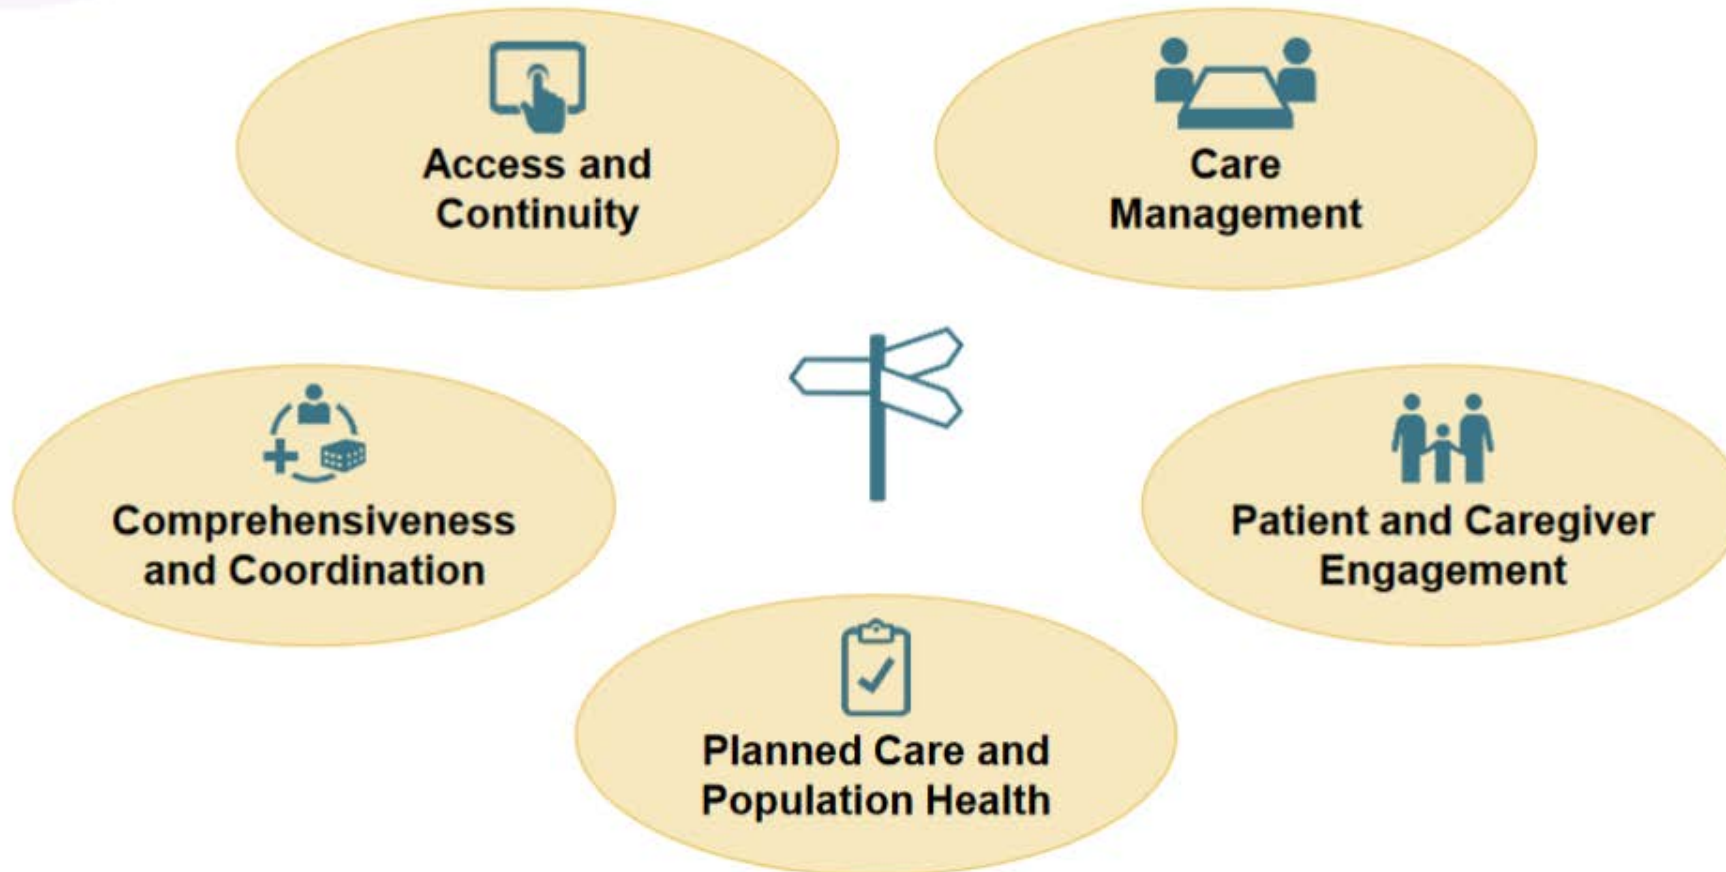 Access and
Continuity
Care
Management
Comprehensiveness
and Coordination
Patient and Caregiver
Engagement
Planned Care and
Population Health